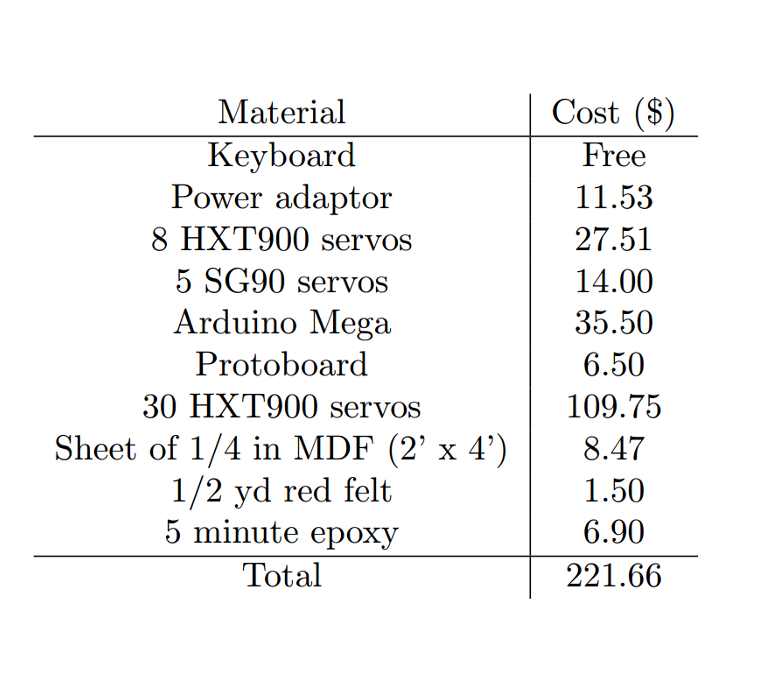 Material Cost ($)
Keyboard Free
Power adaptor 11.53
8 HXT900 servos 27.51
5 SG90 servos 14.00
Arduino Mega 35.50
Protoboard 6.50
30 HXT900 servos 109.75
Sheet of 1/4 in MDF (2’ x 4’) 8.47
1/2 yd red felt 1.50
5 minute epoxy 6.90
Total 221.66